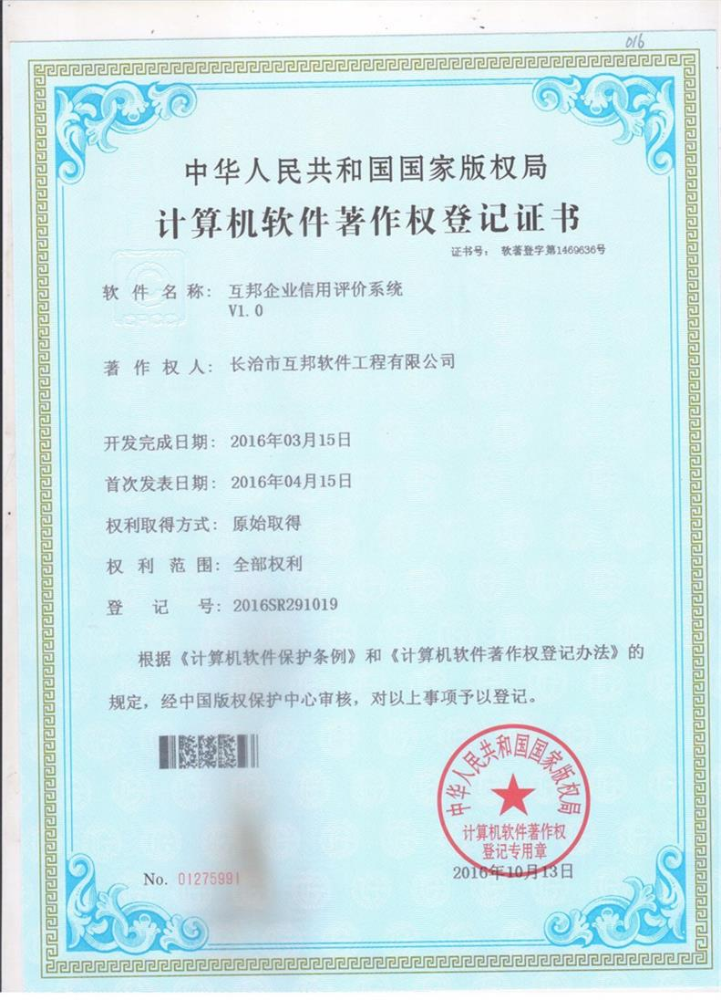 016
中华人民共和国国家版权局
计算机软件著作权登记证书
证书号： 软著登字第1469636号
软件名称： 互邦企业信用评价系统
V1.0
CPCC
著作权人： 长治市互邦软件工程有限公司
开发完成日期： 2016年03月15日
首次发表日期： 2016年04月15日
权利取得方式： 原始取得
权利范围： 全部权利
登记号： 2016SR291019
根据《计算机软件保护条例》和《计算机软件著作权登记办法》的
规定，经中国版权保护中心审核，对以上事项予以登记。
中华人民共和国国家版权局
计算机软件著作权
登记专用章
No. 01275991
2016年10月13日